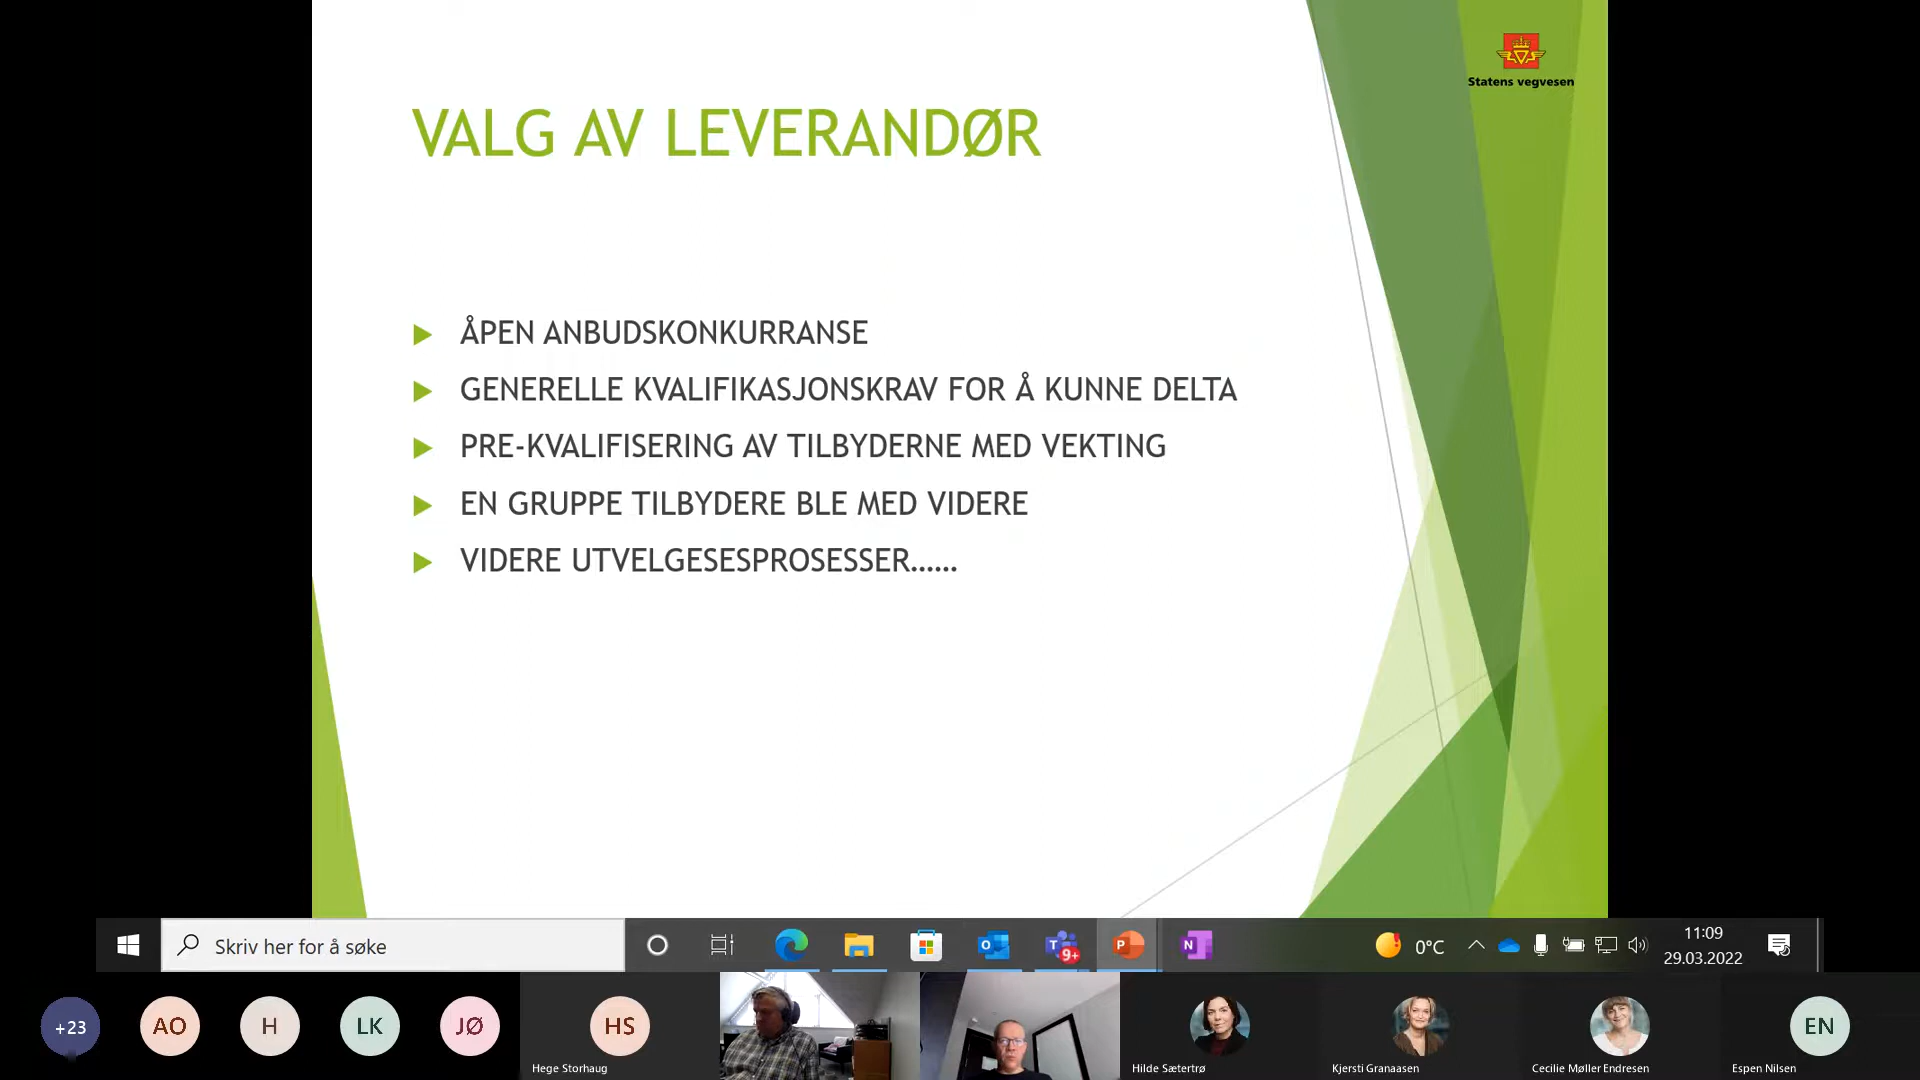 Statens vegvesen
VALG AV LEVERANDØR
ÅPEN ANBUDSKONKURRANSE
GENERELLE KVALIFIKASJONSKRAV FOR Å KUNNE DELTA
PRE-KVALIFISERING AV TILBYDERNE MED VEKTING
EN GRUPPE TILBYDERE BLE MED VIDERE
VIDERE UTVELGESESPROSESSER......
Skriv her for å søke
9+
0°C
11:09
29.03.2022
+23
AO
H
LK
JØ
HS
EN
Hege Storhaug
Hilde Sætertrø
Kjersti Granaasen
Cecilie Møller Endresen
Espen Nilsen